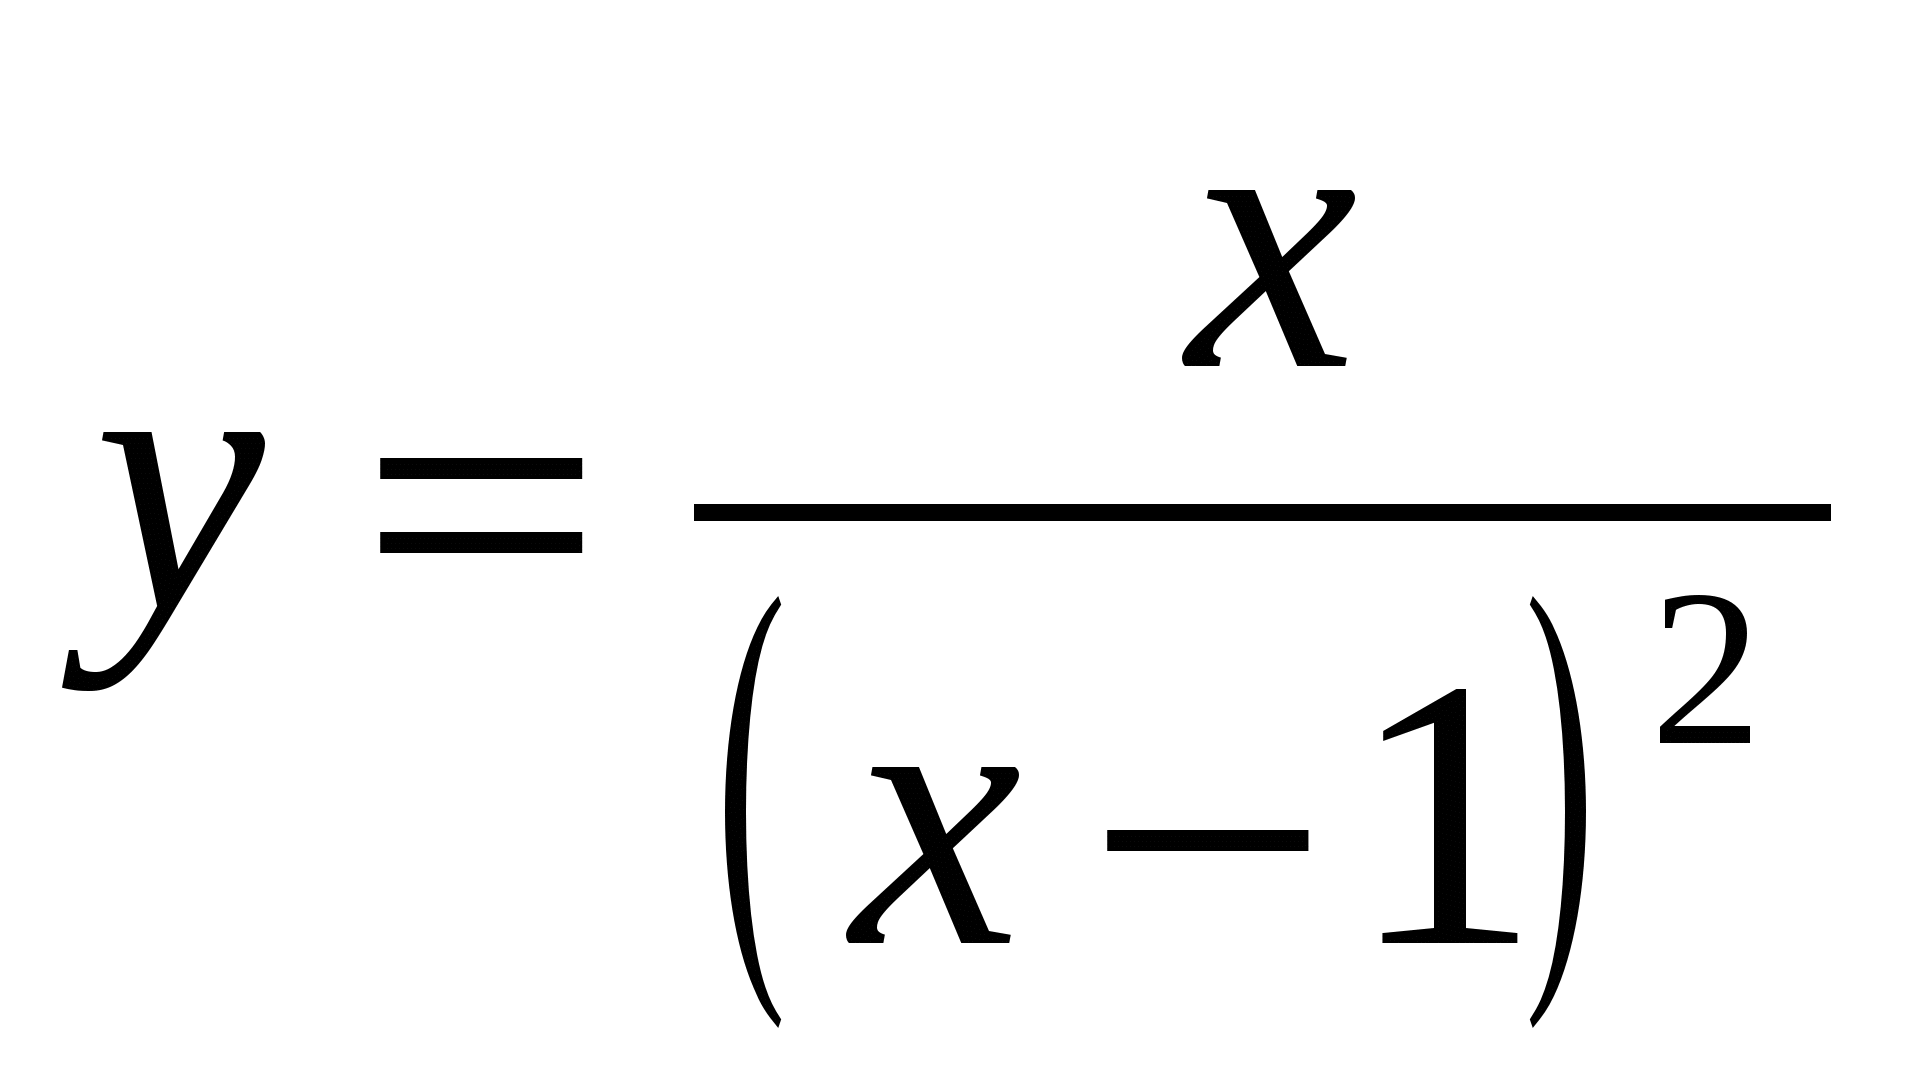 y = x / (x − 1)²